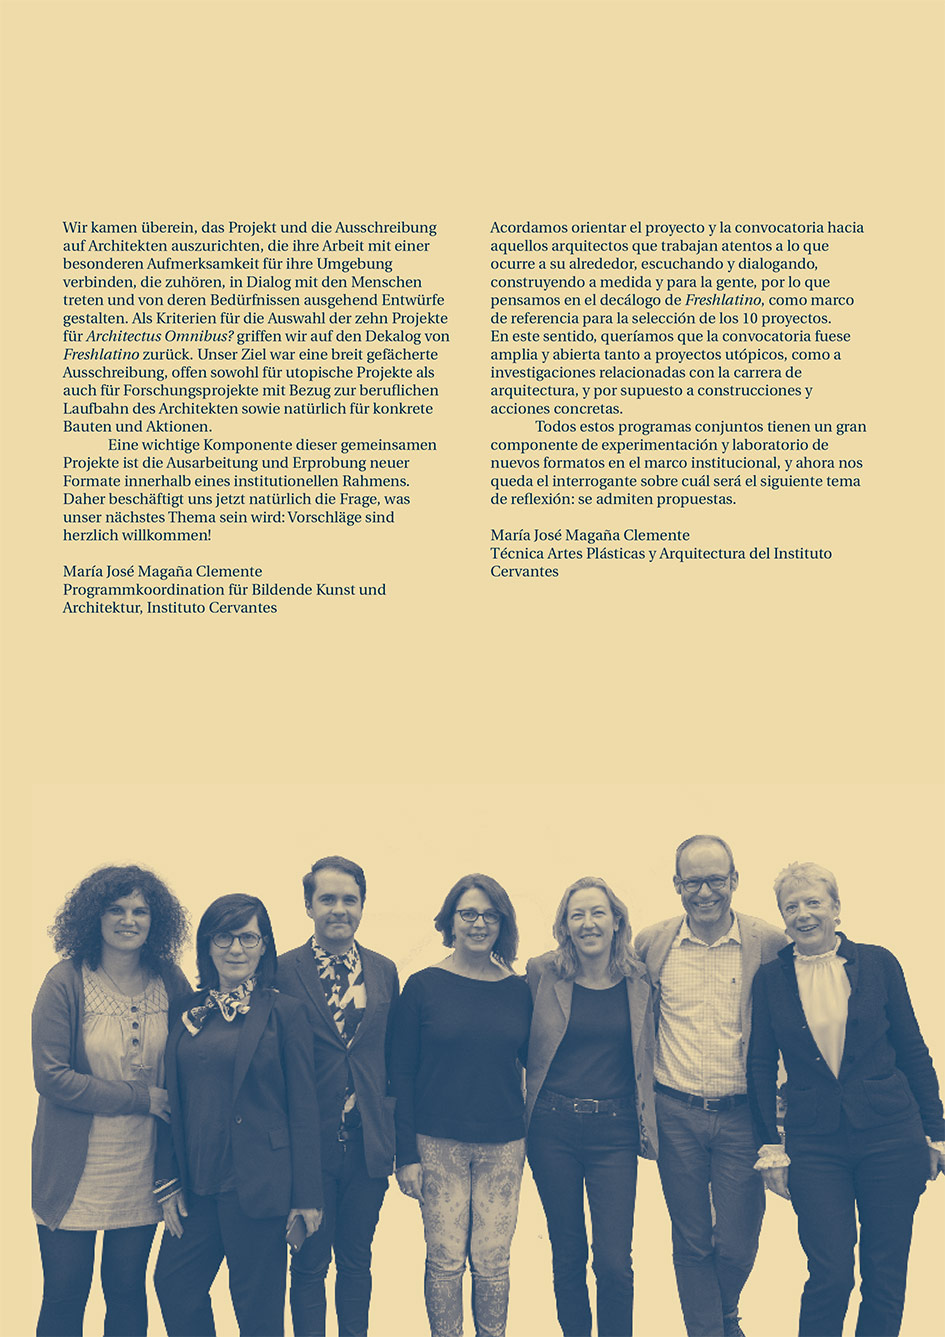 Wir kamen überein, das Projekt und die Ausschreibung
auf Architekten auszurichten, die ihre Arbeit mit einer
besonderen Aufmerksamkeit für ihre Umgebung
verbinden, die zuhören, in Dialog mit den Menschen
treten und von deren Bedürfnissen ausgehend Entwürfe
gestalten. Als Kriterien für die Auswahl der zehn Projekte
für Architectus Omnibus? griffen wir auf den Dekalog von
Freshlatino zurück. Unser Ziel war eine breit gefächerte
Ausschreibung, offen sowohl für utopische Projekte als
auch für Forschungsprojekte mit Bezug zur beruflichen
Laufbahn des Architekten sowie natürlich für konkrete
Bauten und Aktionen.
Eine wichtige Komponente dieser gemeinsamen
Projekte ist die Ausarbeitung und Erprobung neuer
Formate innerhalb eines institutionellen Rahmens.
Daher beschäftigt uns jetzt natürlich die Frage, was
unser nächstes Thema sein wird: Vorschläge sind
herzlich willkommen!
María José Magaña Clemente
Programmkoordination für Bildende Kunst und
Architektur, Instituto Cervantes
Acordamos orientar el proyecto y la convocatoria hacia
aquellos arquitectos que trabajan atentos a lo que
ocurre a su alrededor, escuchando y dialogando,
construyendo a medida y para la gente, por lo que
pensamos en el decálogo de Freshlatino, como marco
de referencia para la selección de los 10 proyectos.
En este sentido, queríamos que la convocatoria fuese
amplia y abierta tanto a proyectos utópicos, como a
investigaciones relacionadas con la carrera de
arquitectura, y por supuesto a construcciones y
acciones concretas.
Todos estos programas conjuntos tienen un gran
componente de experimentación y laboratorio de
nuevos formatos en el marco institucional, y ahora nos
queda el interrogante sobre cuál será el siguiente tema
de reflexión: se admiten propuestas.
María José Magaña Clemente
Técnica Artes Plásticas y Arquitectura del Instituto
Cervantes